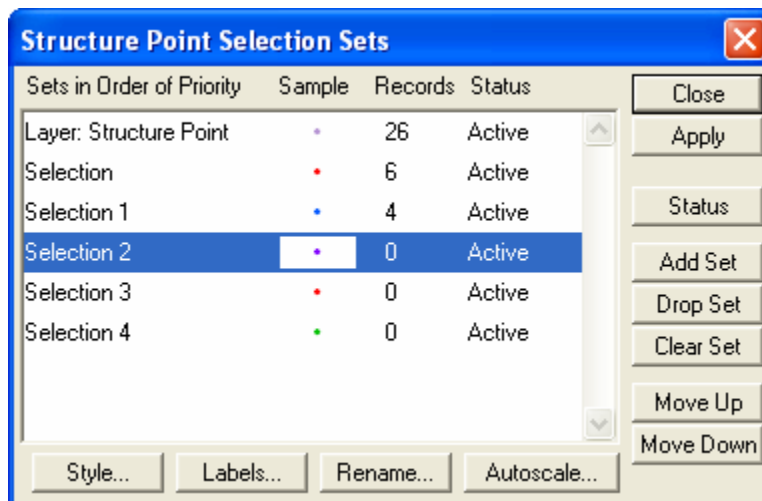 Structure Point Selection Sets
Sets in Order of Priority Sample Records Status
Layer: Structure Point 26 Active
Selection 6 Active
Selection 1 4 Active
Selection 2 0 Active
Selection 3 0 Active
Selection 4 0 Active
Close
Apply
Status
Add Set
Drop Set
Clear Set
Move Up
Move Down
Style... Labels... Rename... Autoscale...